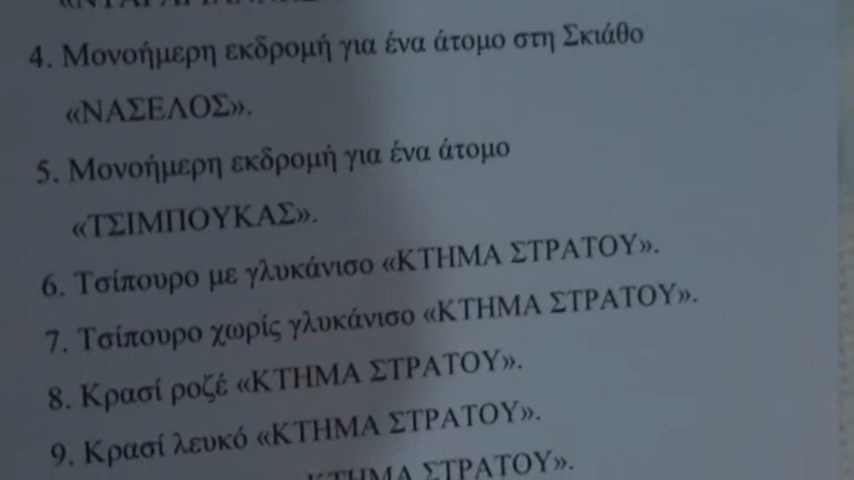 4. Μονοήμερη εκδρομή για ένα άτομο στη Σκιάθο
«ΝΑΣΕΛΟΣ».
5. Μονοήμερη εκδρομή για ένα άτομο
«ΤΣΙΜΠΟΥΚΑΣ».
6. Τσίπουρο με γλυκάνισο «ΚΤΗΜΑ ΣΤΡΑΤΟΥ».
7. Τσίπουρο χωρίς γλυκάνισο «ΚΤΗΜΑ ΣΤΡΑΤΟΥ».
8. Κρασί ροζέ «ΚΤΗΜΑ ΣΤΡΑΤΟΥ».
9. Κρασί λευκό «ΚΤΗΜΑ ΣΤΡΑΤΟΥ».
ΚΤΗΜΑ ΣΤΡΑΤΟΥ».